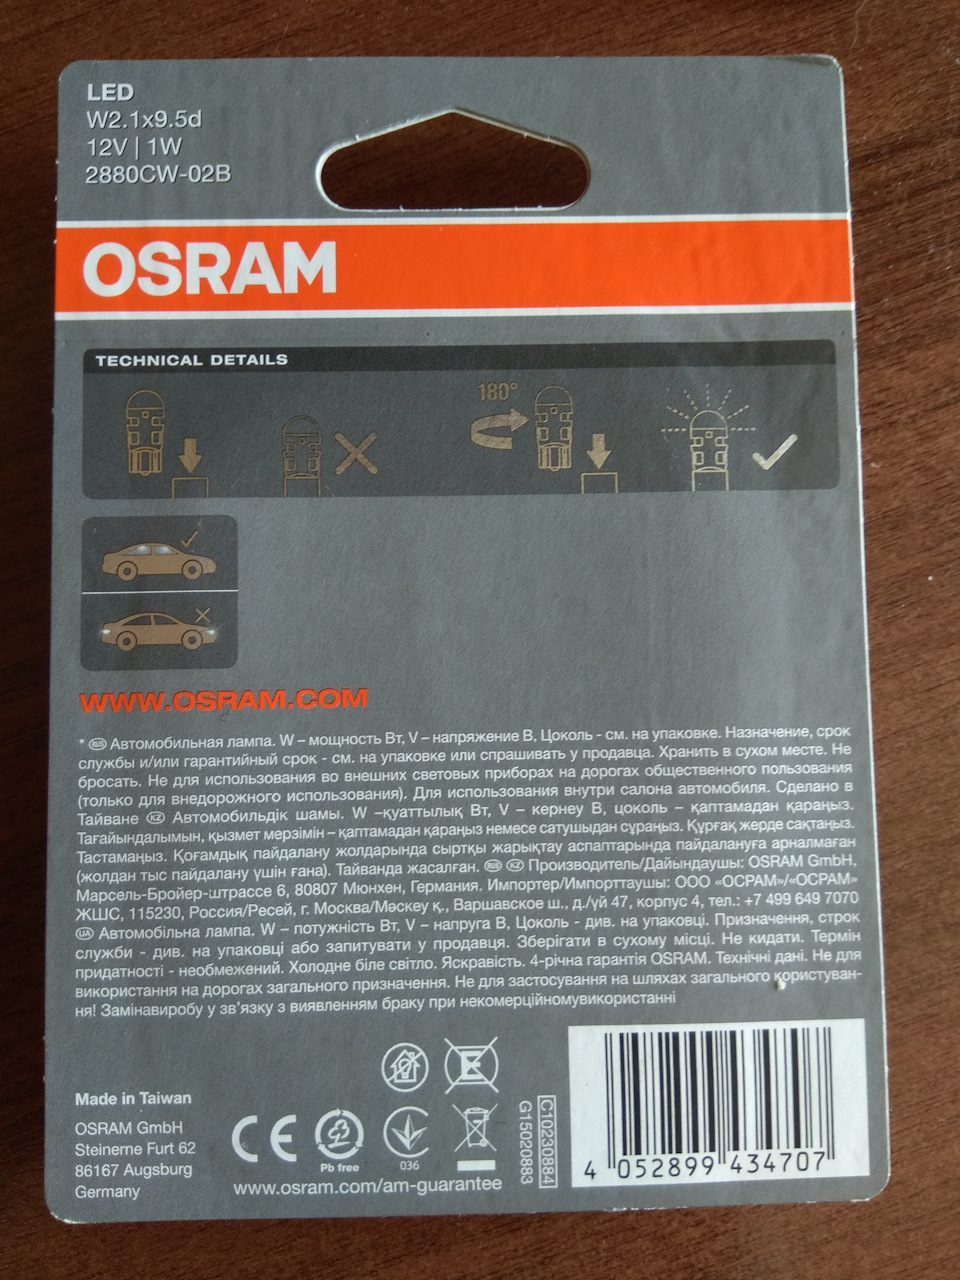 LED
W2.1x9.5d
12V | 1W
2880CW-02B
OSRAM
TECHNICAL DETAILS
180°
WWW.OSRAM.COM
* RUS Автомобильная лампа. W – мощность Вт, V – напряжение В, Цоколь - см. на упаковке. Назначение, срок
службы и/или гарантийный срок - см. на упаковке или спрашивать у продавца. Хранить в сухом месте. Не
бросать. Не для использования во внешних световых приборах на дорогах общественного пользования
(только для внедорожного использования). Для использования внутри салона автомобиля. Сделано в
Тайване KZ Автомобильдік шамы. W –қуаттылық Вт, V – кернеу В, цоколь – қаптамадан қараңыз.
Тағайындалымын, қызмет мерзімін – қаптамадан қараңыз немесе сатушыдан сұраңыз. Құрғақ жерде сақтаңыз.
Тастамаңыз. Қоғамдық пайдалану жолдарында сыртқы жарықтау аспаптарында пайдалануға арналмаған
(жолдан тыс пайдалану үшін ғана). Тайванда жасалған. RUS KZ Производитель/Дайындаушы: OSRAM GmbH,
Марсель-Бройер-штрассе 6, 80807 Мюнхен, Германия. Импортер/Импорттаушы: ООО «ОСРАМ»/«ОСРАМ»
ЖШС, 115230, Россия/Ресей, г. Москва/Мәскеу қ., Варшавское ш., д./үй 47, корпус 4, тел.: +7 499 649 7070
UA Автомобільна лампа. W – потужність Вт, V – напруга В, Цоколь - див. на упаковці. Призначення, строк
служби - див. на упаковці або запитувати у продавця. Зберігати в сухому місці. Не кидати. Термін
придатності - необмежений. Холодне біле світло. Яскравість. 4-річна гарантія OSRAM. Технічні дані. Не для
використання на дорогах загального призначення. Не для застосування на шляхах загального користуван-
ня! Замінавиробу у зв'язку з виявленням браку при некомерційномувикористанні
E
Made in Taiwan
OSRAM GmbH
Steinerne Furt 62
86167 Augsburg
Germany
CE
Pb free
036
www.osram.com/am-guarantee
G15020883
C10230884
4 052899 434707